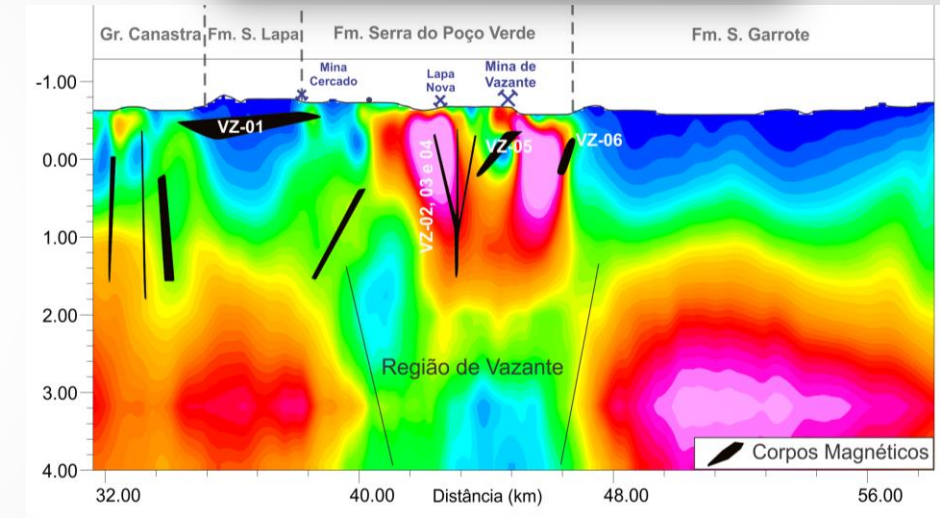 Gr. Canastra Fm. S. Lapa Fm. Serra do Poço Verde Fm. S. Garrote
Mina
Cercado
Lapa
Nova
Mina de
Vazante
-1.00
0.00
1.00
2.00
3.00
4.00
VZ-01
VZ-02, 03 e 04
VZ-05
VZ-06
Região de Vazante
Corpos Magnéticos
32.00 40.00 Distância (km) 48.00 56.00